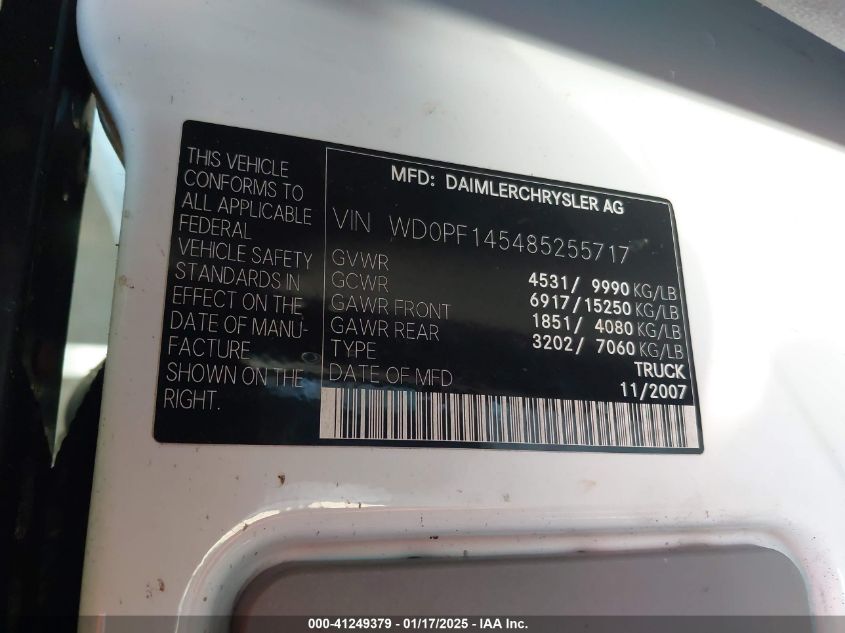 THIS VEHICLE
CONFORMS TO
ALL APPLICABLE
FEDERAL
VEHICLE SAFETY
STANDARDS IN
EFFECT ON THE
DATE OF MANU-
FACTURE
SHOWN ON THE
RIGHT.
MFD: DAIMLERCHRYSLER AG
VIN WD0PF145485255717
GVWR 4531/ 9990 KG/LB
GCWR 6917/15250 KG/LB
GAWR FRONT 1851/ 4080 KG/LB
GAWR REAR 3202/ 7060 KG/LB
TYPE TRUCK
DATE OF MFD 11/2007
000-41249379 - 01/17/2025 - IAA Inc.